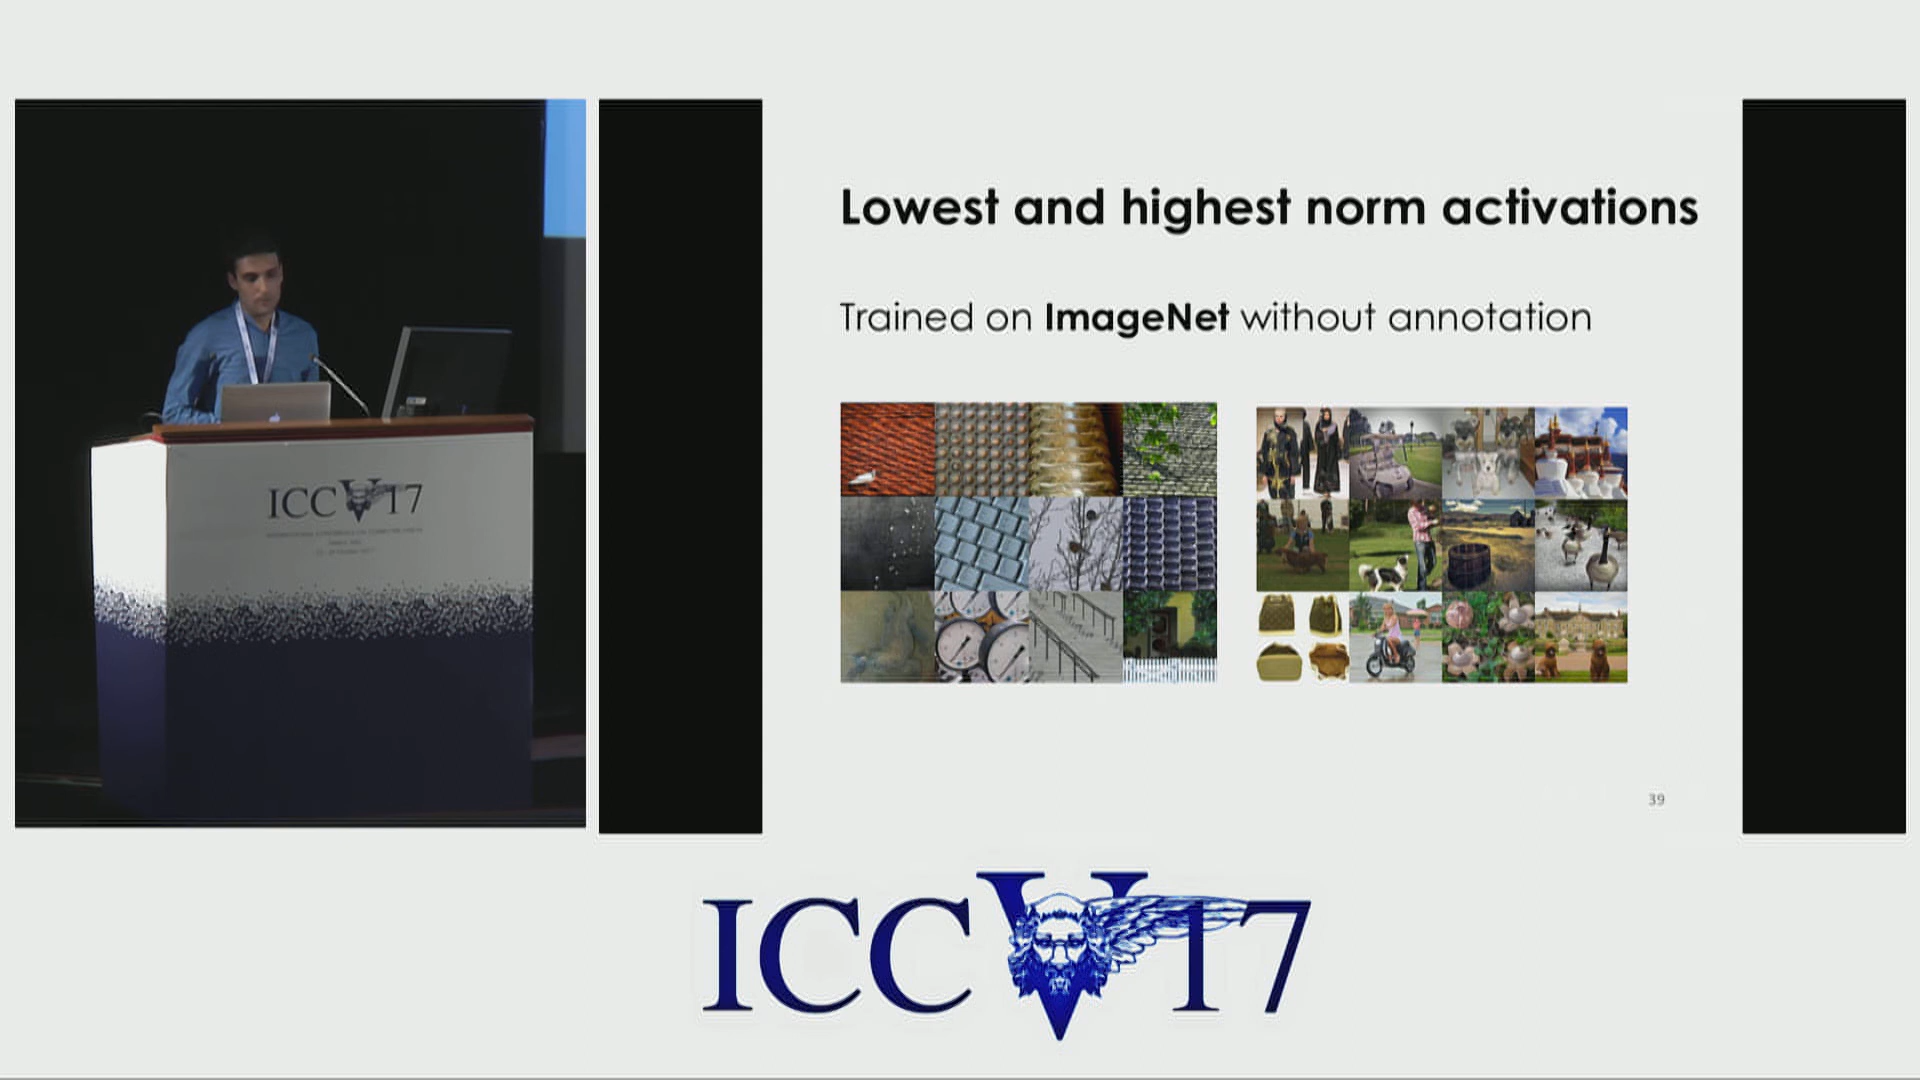 Lowest and highest norm activations
Trained on ImageNet without annotation
39
ICCV17
ICCV17